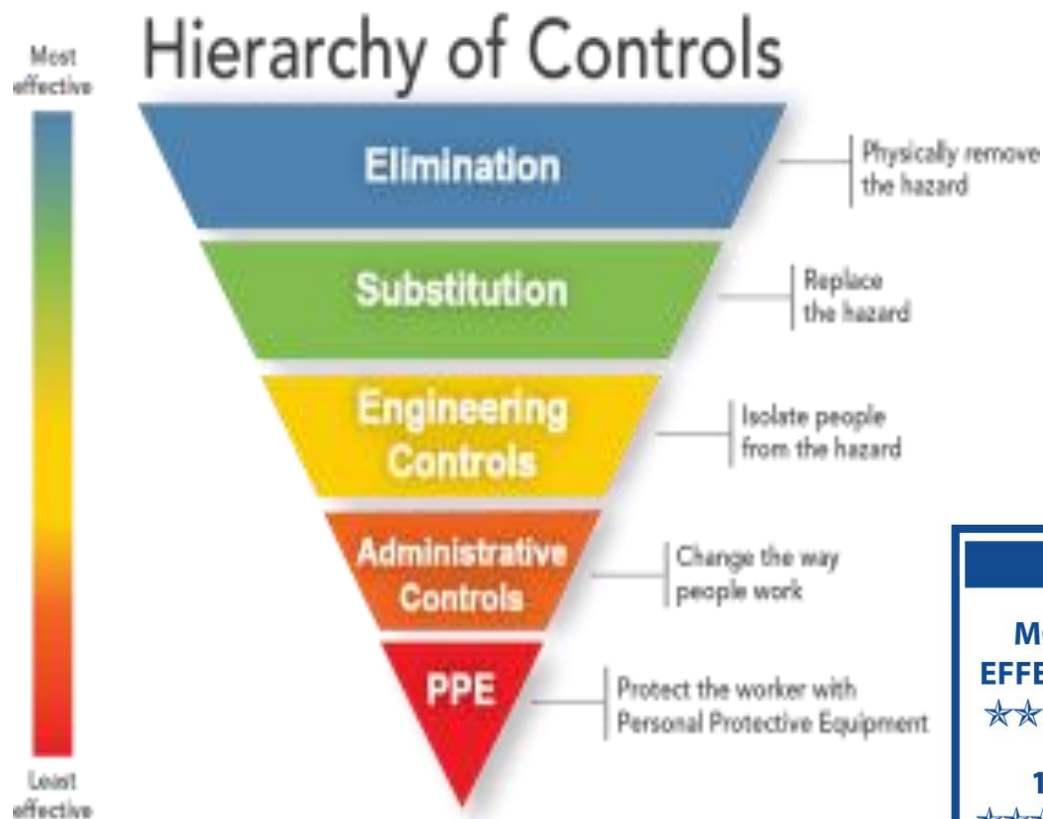 Hierarchy of Controls
Most
effective
Elimination
Physically remove
the hazard
Substitution
Replace
the hazard
Engineering
Controls
Isolate people
from the hazard
Administrative
Controls
Change the way
people work
PPE
Protect the worker with
Personal Protective Equipment
Least
effective